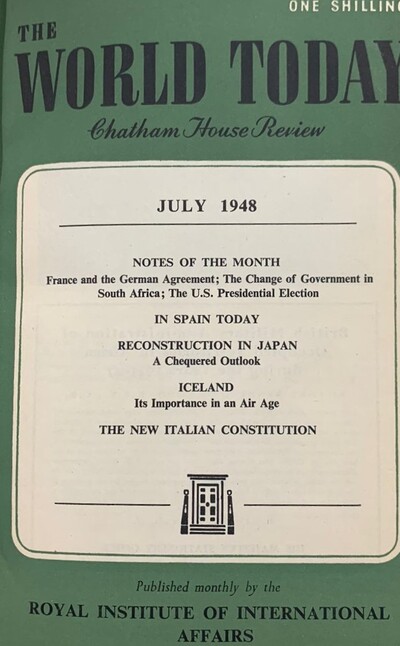 ONE SHILLING
THE
WORLD TODAY
Chatham House Review
JULY 1948
NOTES OF THE MONTH
France and the German Agreement; The Change of Government in
South Africa; The U.S. Presidential Election
IN SPAIN TODAY
RECONSTRUCTION IN JAPAN
A Chequered Outlook
ICELAND
Its Importance in an Air Age
THE NEW ITALIAN CONSTITUTION
Published monthly by the
ROYAL INSTITUTE OF INTERNATIONAL
AFFAIRS